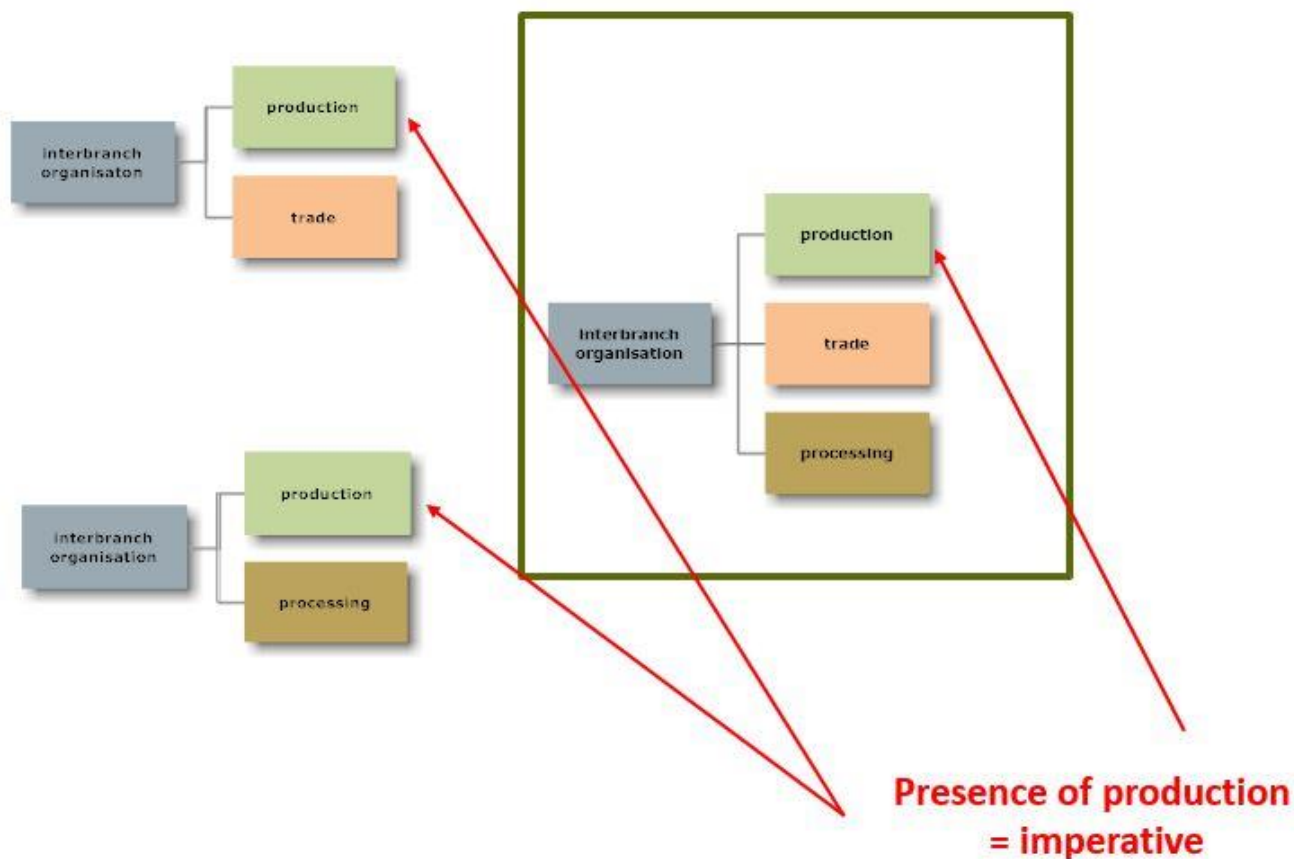 production
interbranch
organisaton
trade
production
interbranch
organisation
processing
production
interbranch
organisation
trade
processing
Presence of production
= imperative